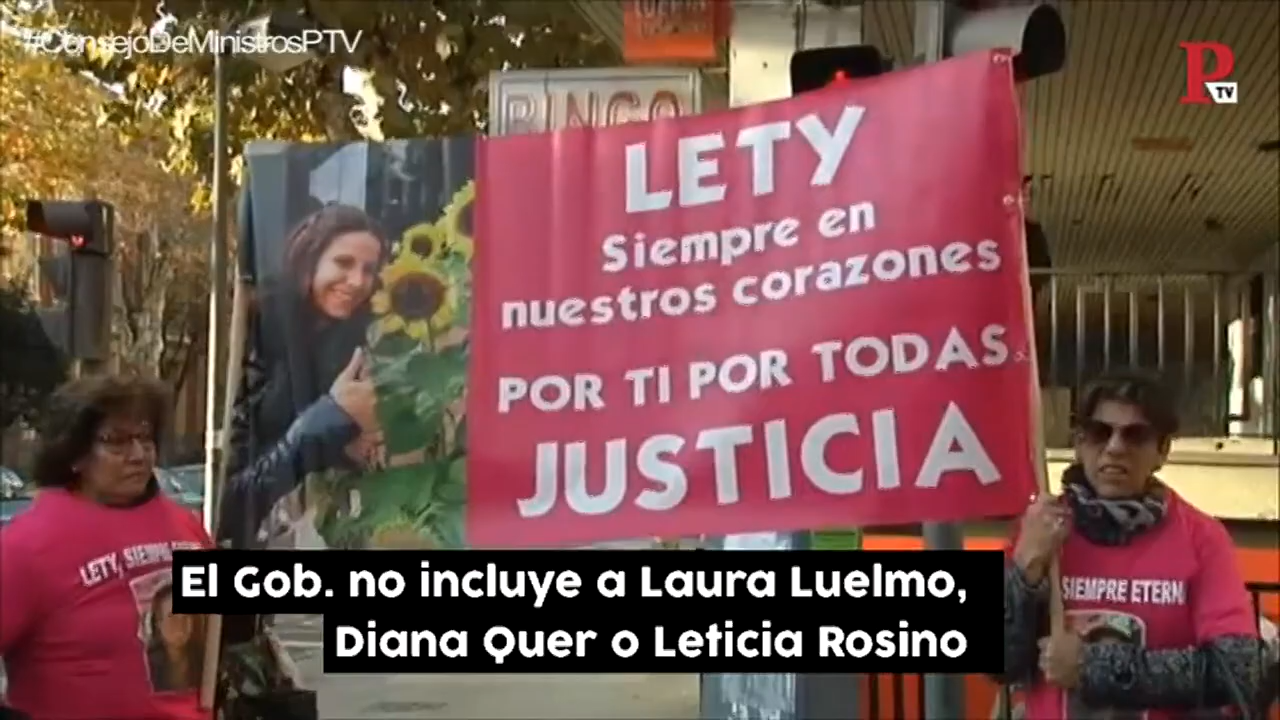 #ConsejoDeMinistrosPTV
P
TV
BINGO
LETY
Siempre en
nuestros corazones
POR TI POR TODAS
JUSTICIA
LETY, SIEMPRE
SIEMPRE ETERN
El Gob. no incluye a Laura Luelmo,
Diana Quer o Leticia Rosino